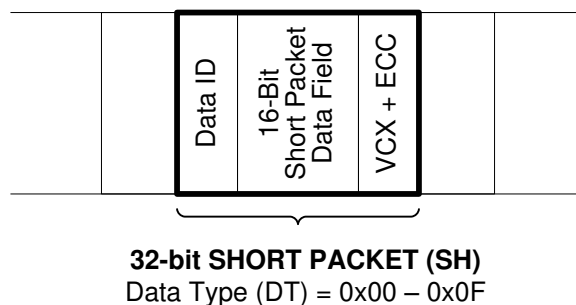 Data ID
16-Bit
Short Packet
Data Field
VCX + ECC
32-bit SHORT PACKET (SH)
Data Type (DT) = 0x00 – 0x0F